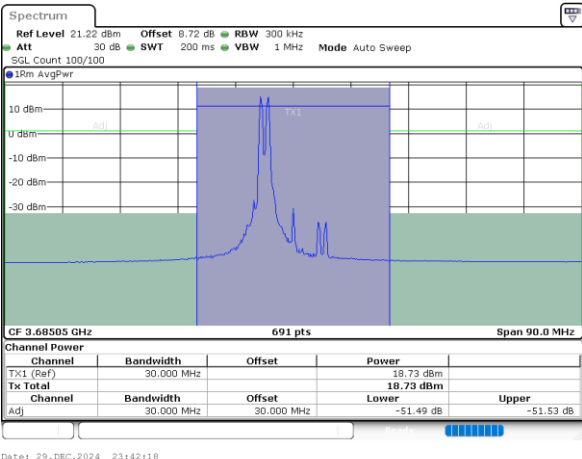 Spectrum
Ref Level 21.22 dBm Offset 8.72 dB RBW 300 kHz
Att 30 dB SWT 200 ms VBW 1 MHz Mode Auto Sweep
SGL Count 100/100
1Rm AvgPwr
TX1
10 dBm
Adj Adj
0 dBm
-10 dBm
-20 dBm
-30 dBm
CF 3.68505 GHz 691 pts Span 90.0 MHz
Channel Power
Channel Bandwidth Offset Power
TX1 (Ref) 30.000 MHz 18.73 dBm
Tx Total 18.73 dBm
Channel Bandwidth Offset Lower Upper
Adj 30.000 MHz 30.000 MHz -51.49 dB -51.53 dB
Ready
Date: 29.DEC.2024 23:42:18